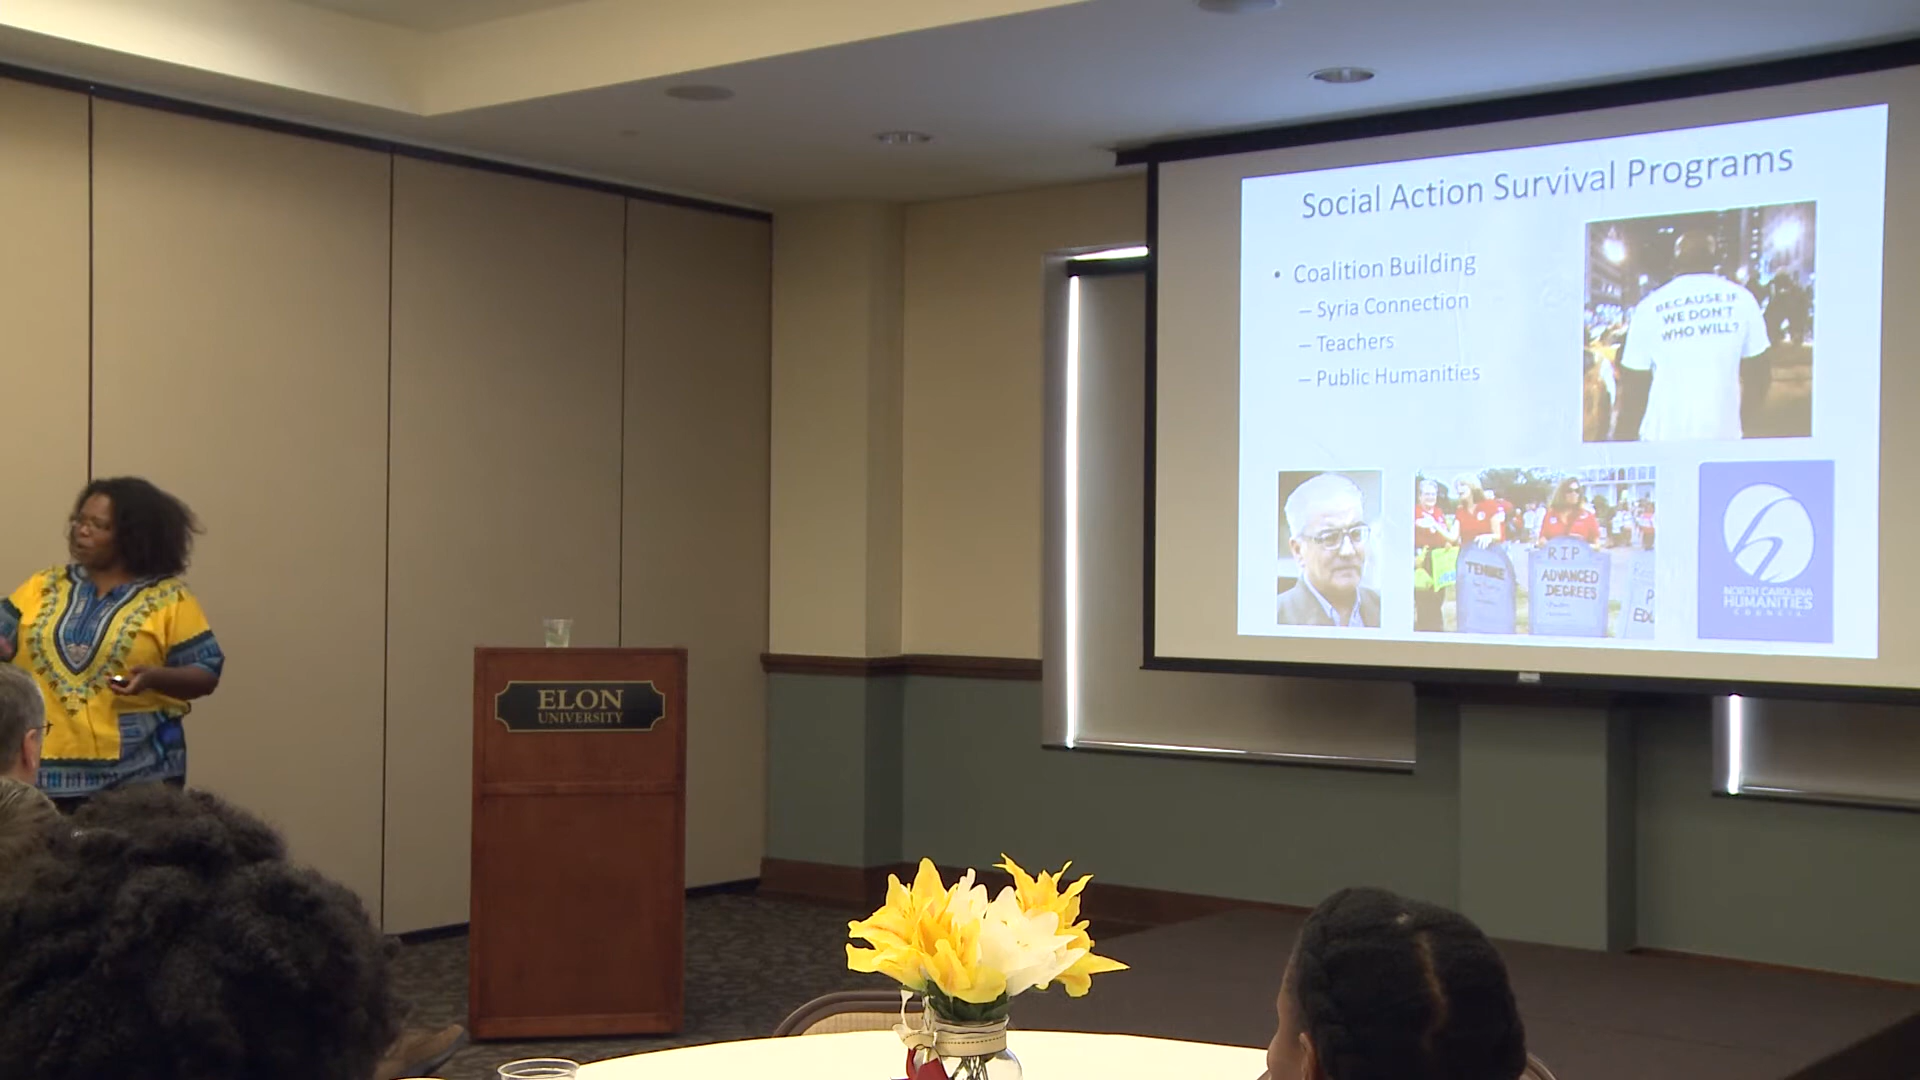 Social Action Survival Programs
• Coalition Building
– Syria Connection
– Teachers
– Public Humanities
BECAUSE IF
WE DON'T
WHO WILL?
TENURE
RIP
ADVANCED
DEGREES
NORTH CAROLINA
HUMANITIES
COUNCIL
ELON
UNIVERSITY